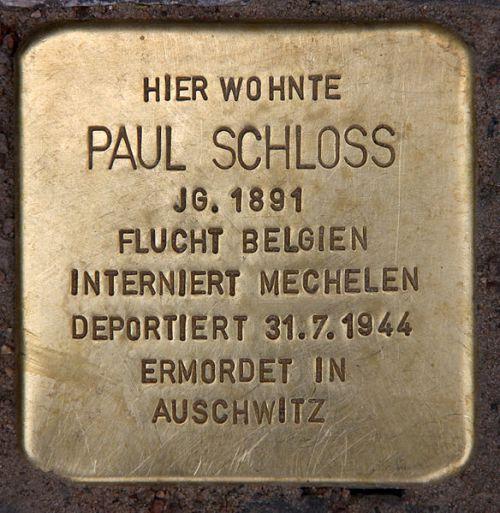 HIER WOHNTE
PAUL SCHLOSS
JG. 1891
FLUCHT BELGIEN
INTERNIERT MECHELEN
DEPORTIERT 31.7.1944
ERMORDET IN
AUSCHWITZ